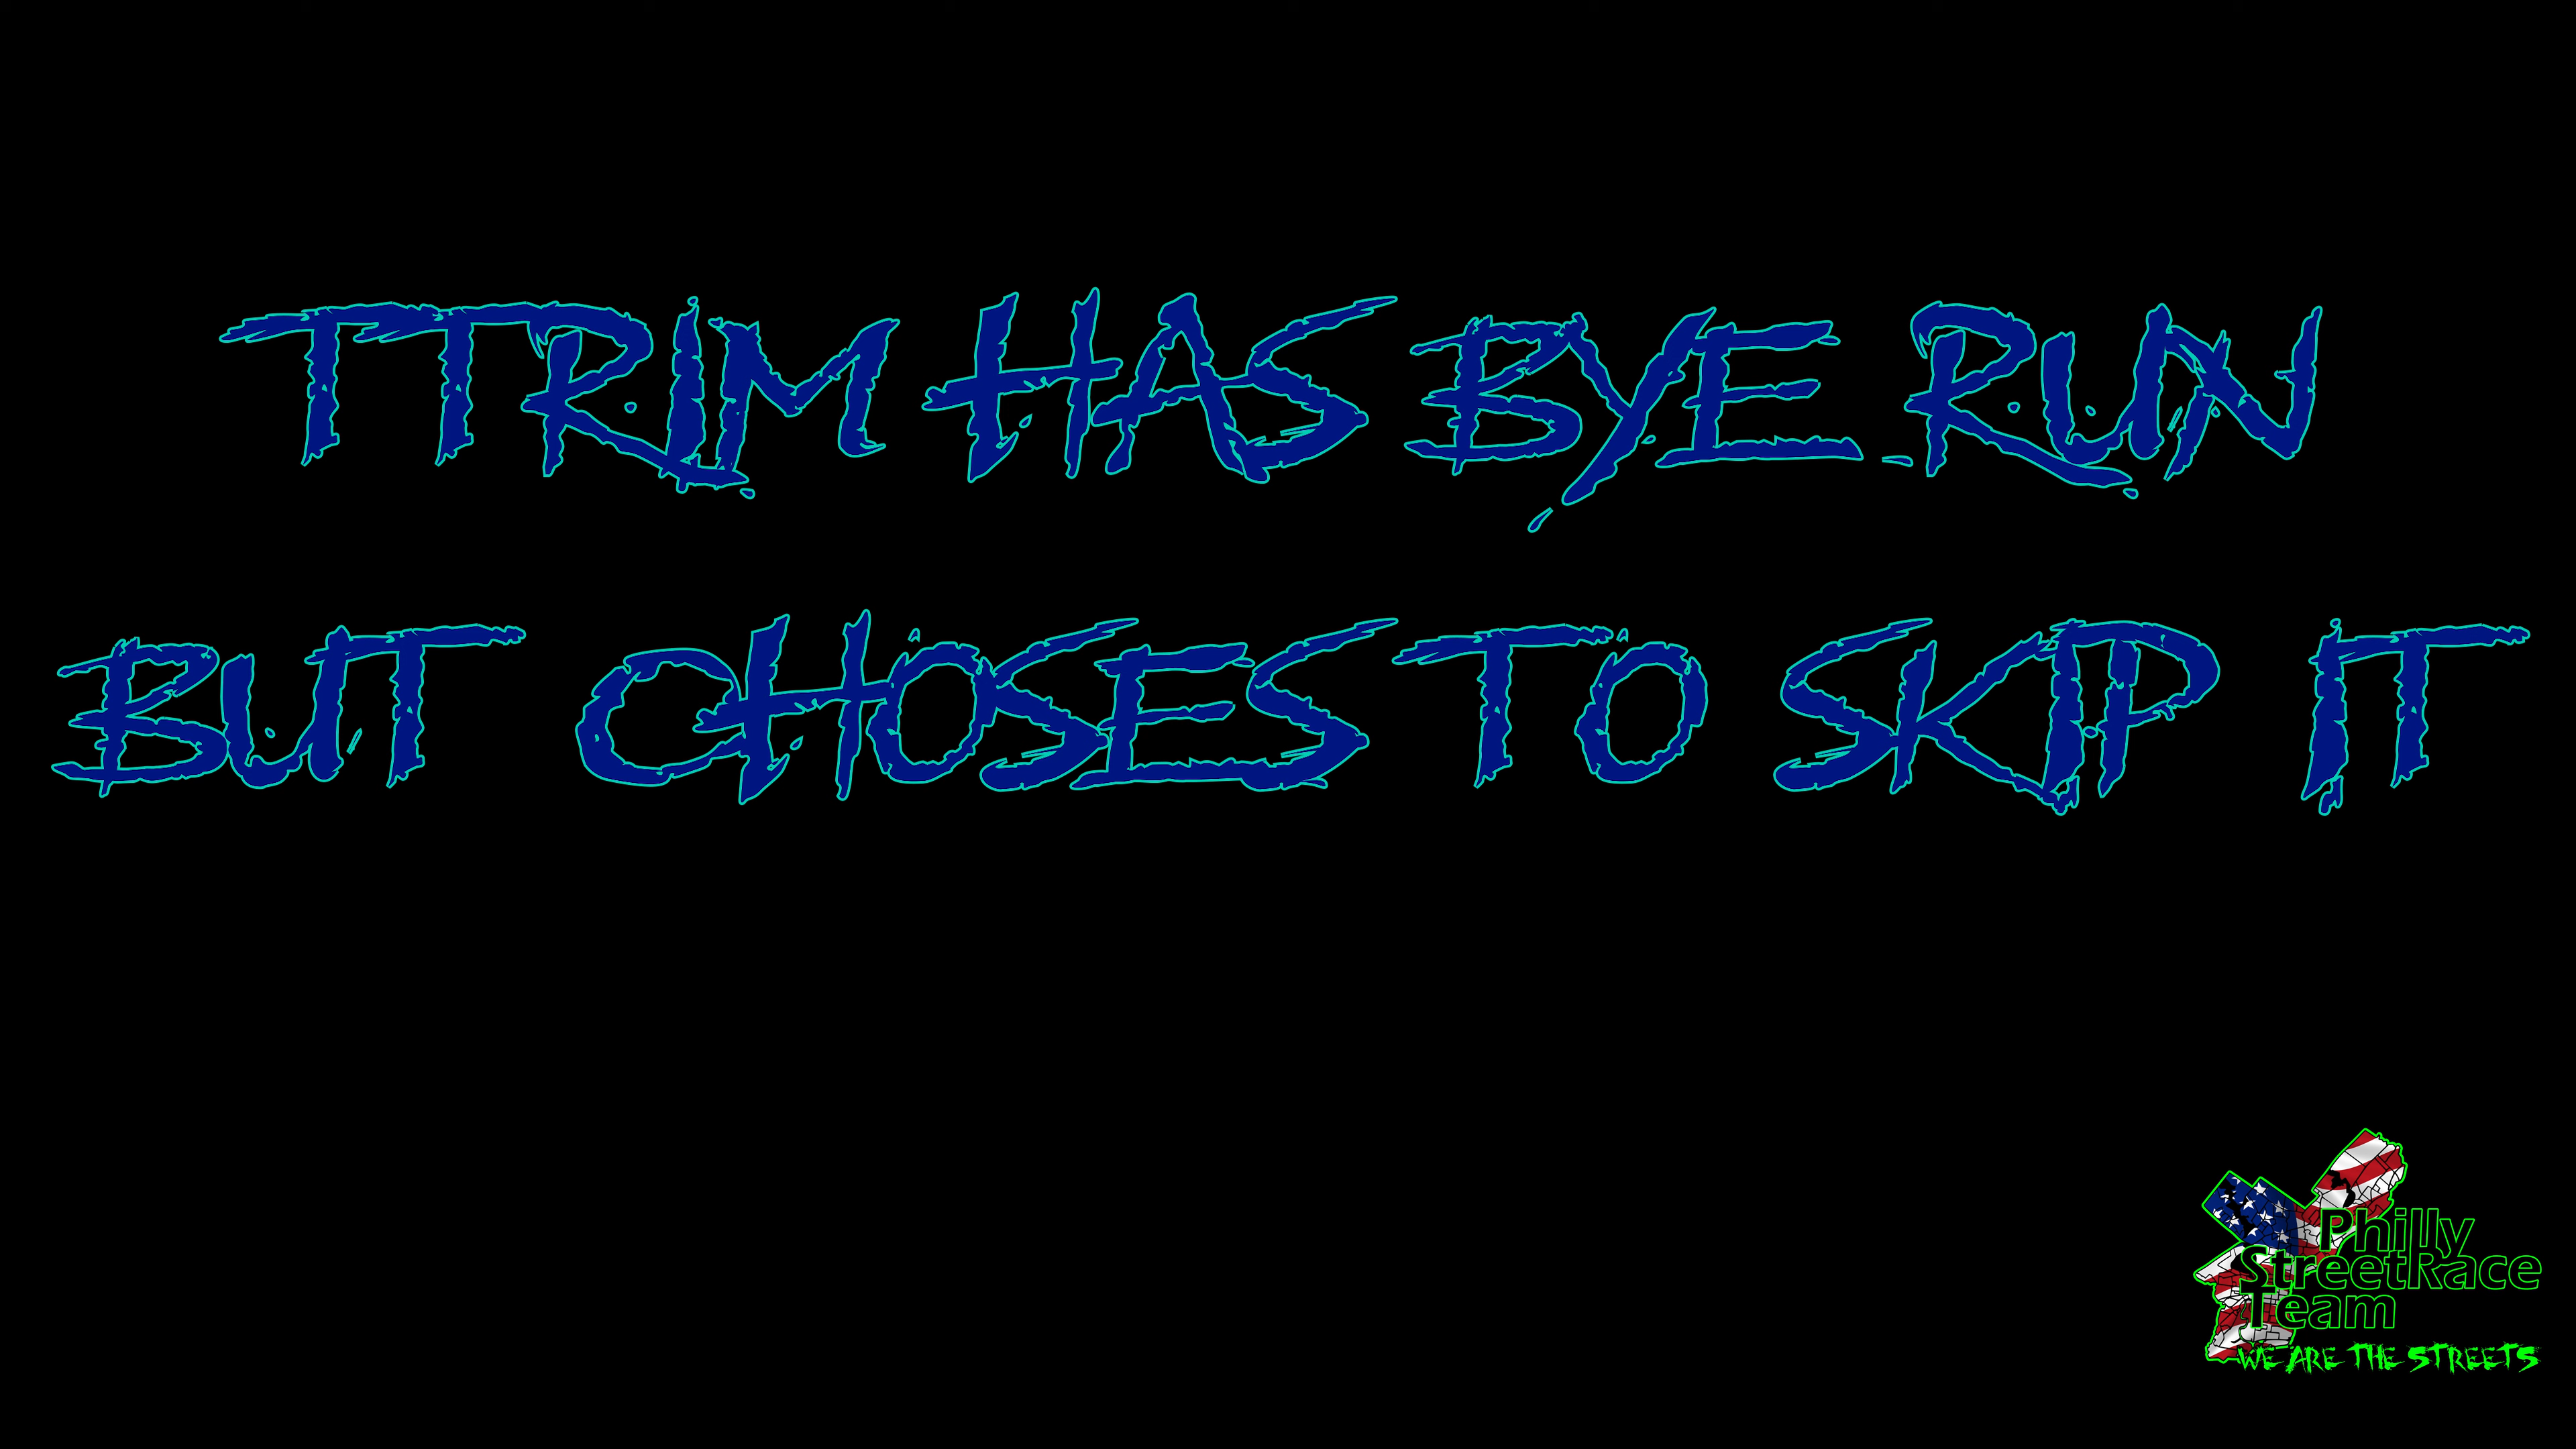 TTRIM HAS BYE RUN
BUT CHOSES TO SKIP IT
Philly
StreetRace
Team
WE ARE THE STREETS